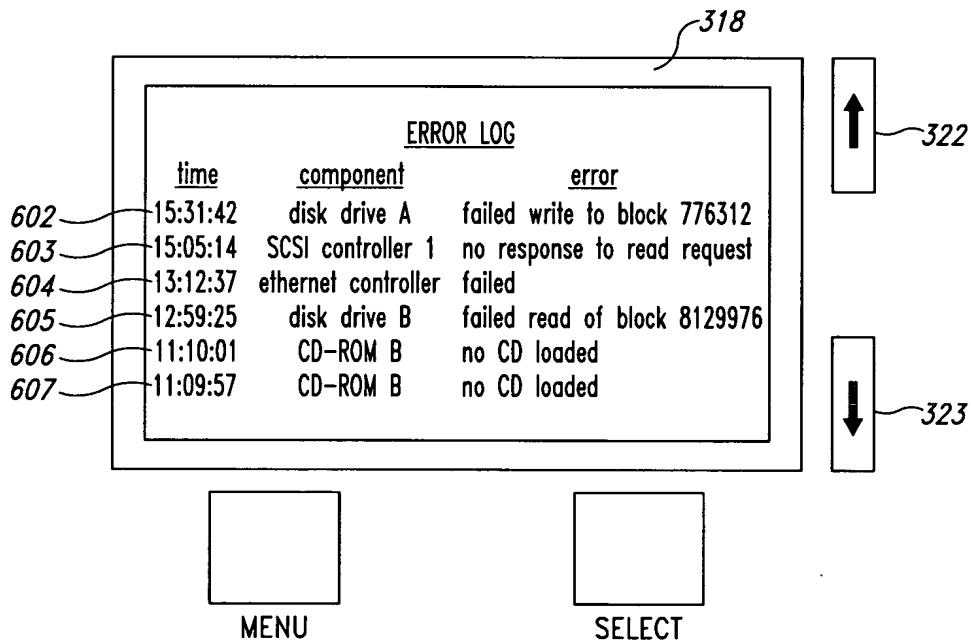 318
ERROR LOG
322
time component error
602 15:31:42 disk drive A failed write to block 776312
603 15:05:14 SCSI controller 1 no response to read request
604 13:12:37 ethernet controller failed
605 12:59:25 disk drive B failed read of block 8129976
606 11:10:01 CD-ROM B no CD loaded
607 11:09:57 CD-ROM B no CD loaded
323
MENU SELECT